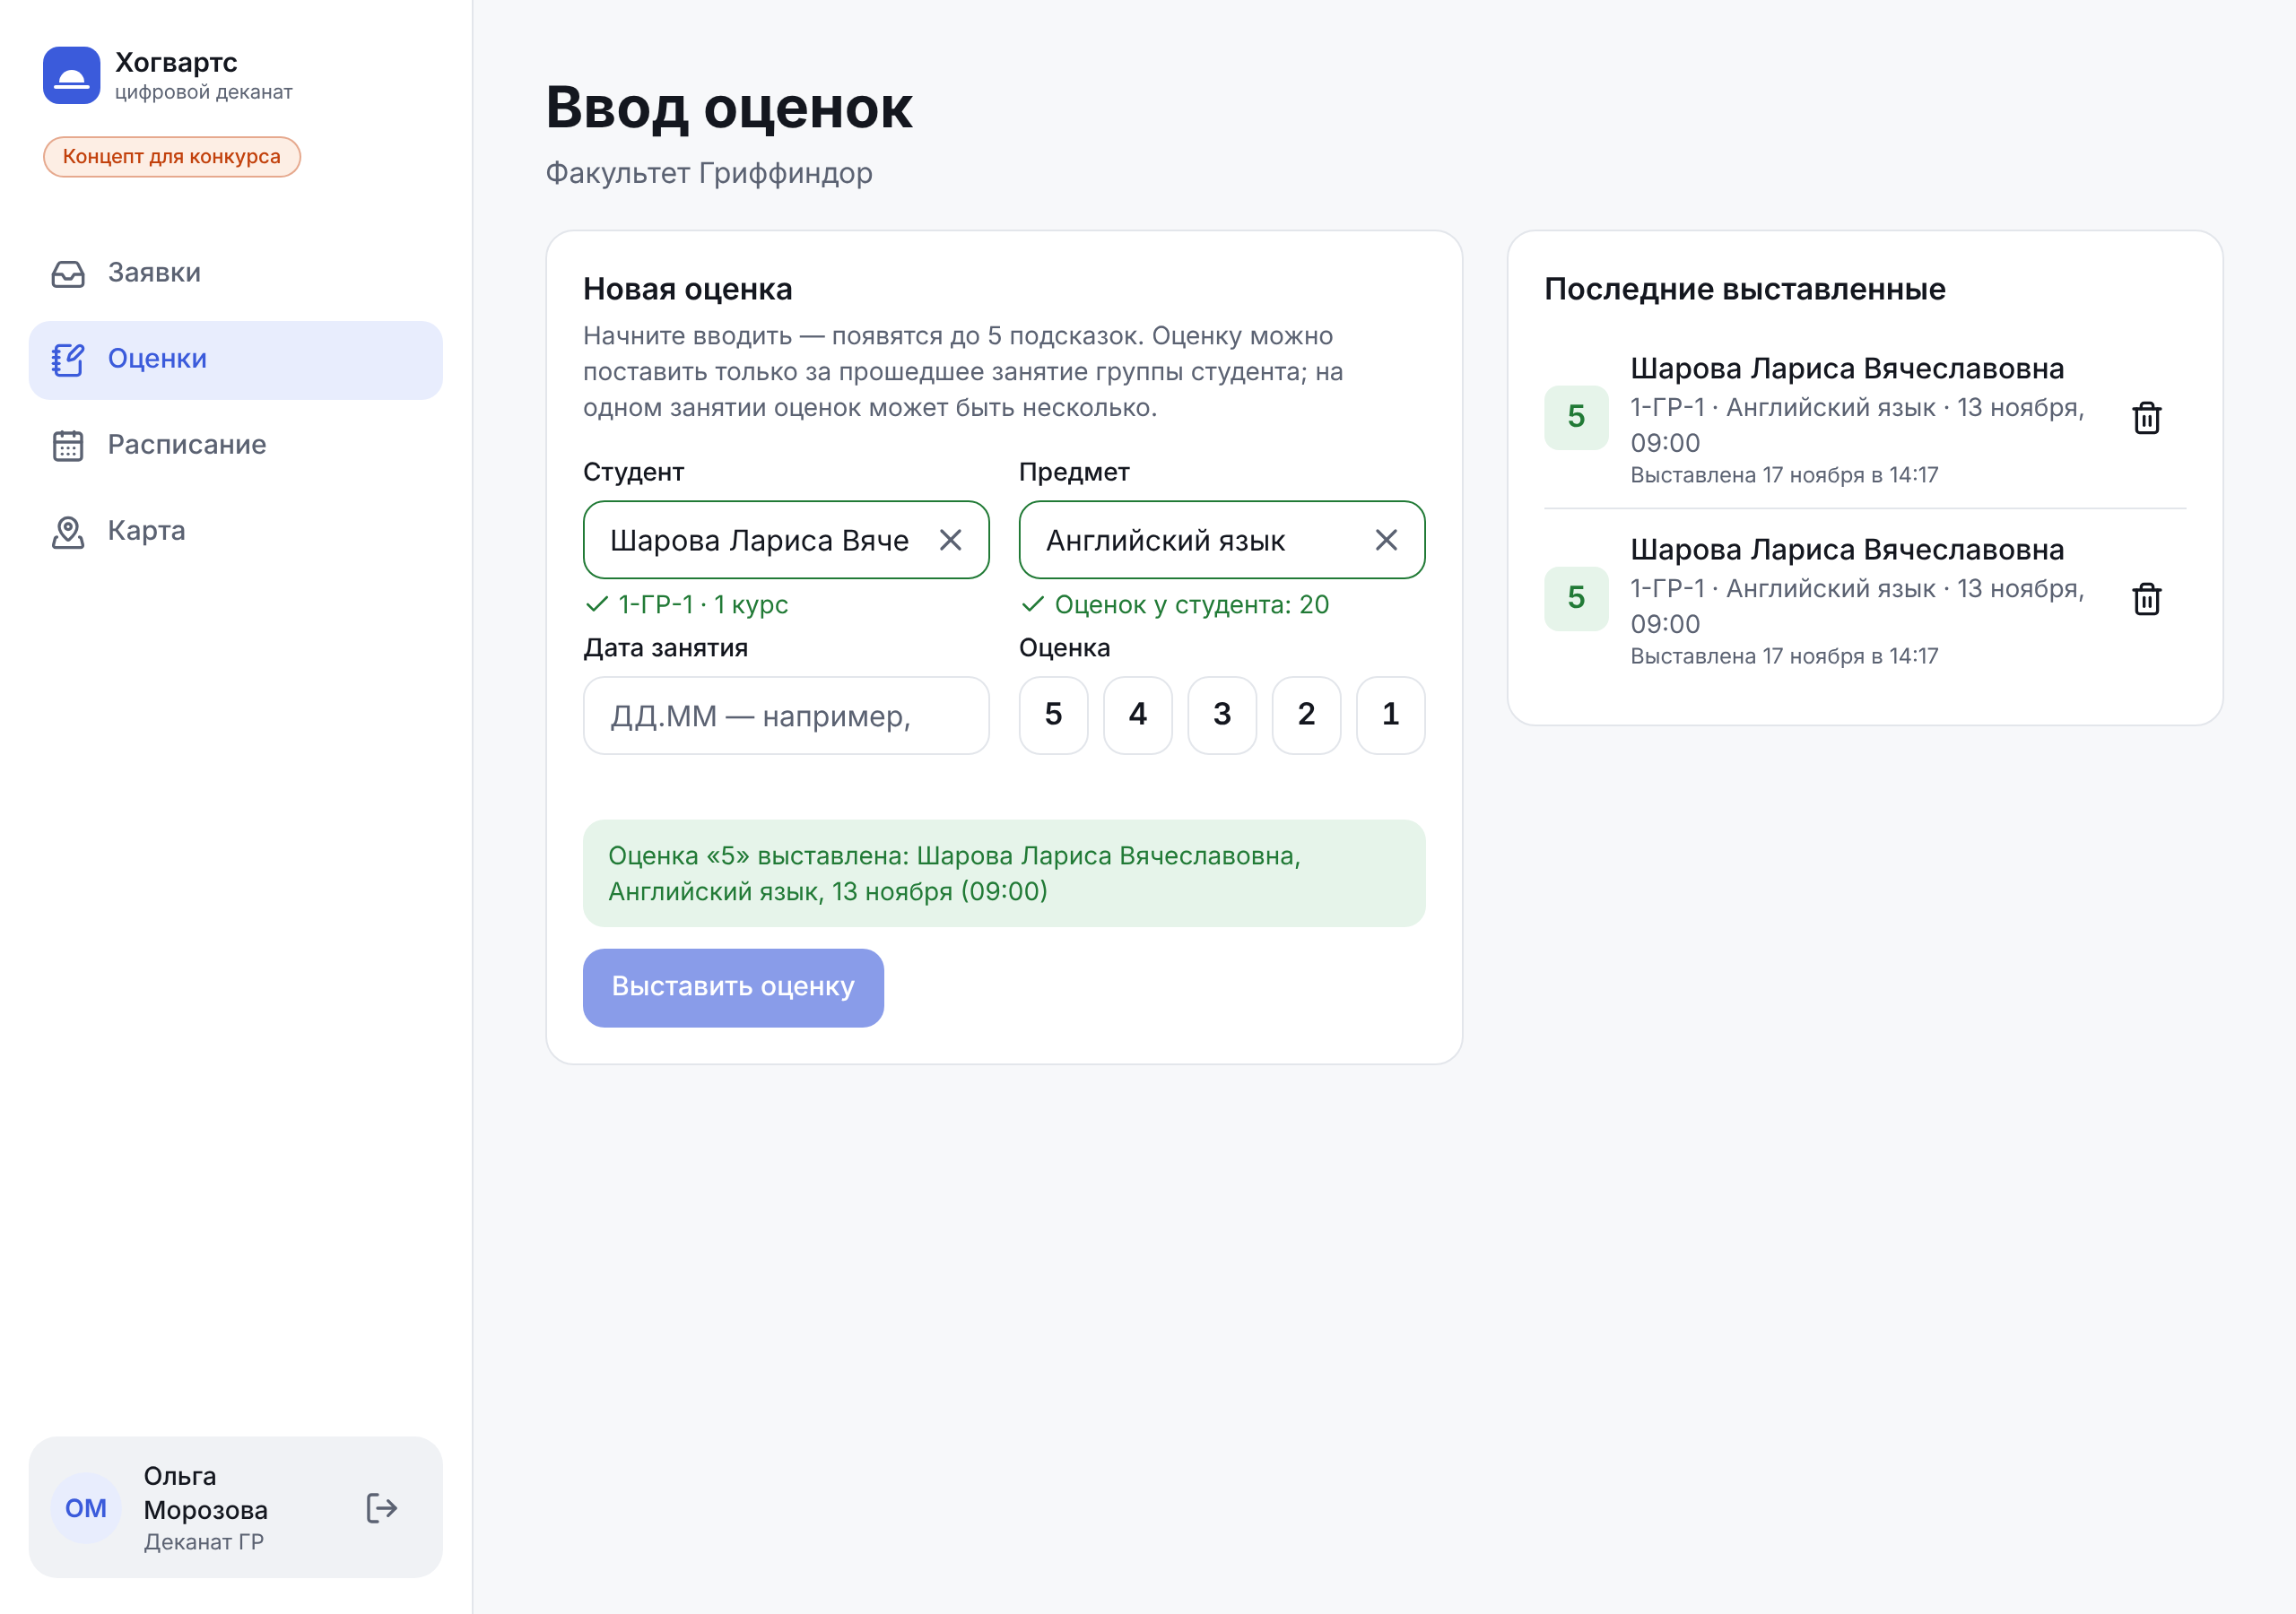 Хогвартс
цифровой деканат
Концепт для конкурса
Заявки
Оценки
Расписание
Карта
Ольга
Морозова
Деканат ГР
ОМ
Ввод оценок
Факультет Гриффиндор
Новая оценка
Начните вводить — появятся до 5 подсказок. Оценку можно
поставить только за прошедшее занятие группы студента; на
одном занятии оценок может быть несколько.
Студент
Шарова Лариса Вяче
1-ГР-1 · 1 курс
Предмет
Английский язык
Оценок у студента: 20
Дата занятия
ДД.ММ — например,
Оценка
5 4 3 2 1
Оценка «5» выставлена: Шарова Лариса Вячеславовна,
Английский язык, 13 ноября (09:00)
Выставить оценку
Последние выставленные
5
Шарова Лариса Вячеславовна
1-ГР-1 · Английский язык · 13 ноября,
09:00
Выставлена 17 ноября в 14:17
5
Шарова Лариса Вячеславовна
1-ГР-1 · Английский язык · 13 ноября,
09:00
Выставлена 17 ноября в 14:17